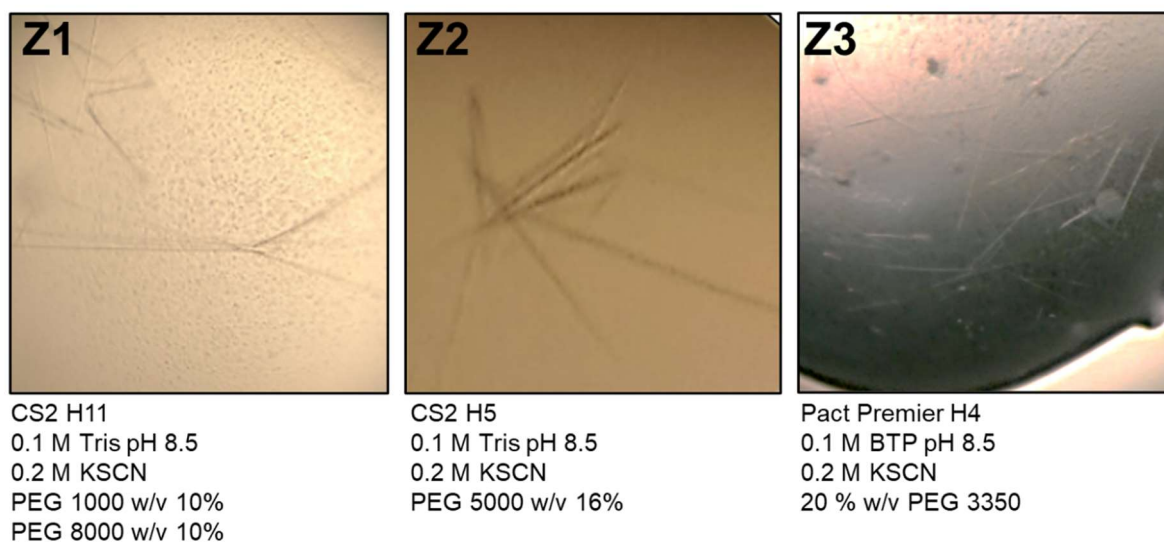 Z1
CS2 H11
0.1 M Tris pH 8.5
0.2 M KSCN
PEG 1000 w/v 10%
PEG 8000 w/v 10%
Z2
CS2 H5
0.1 M Tris pH 8.5
0.2 M KSCN
PEG 5000 w/v 16%
Z3
Pact Premier H4
0.1 M BTP pH 8.5
0.2 M KSCN
20 % w/v PEG 3350